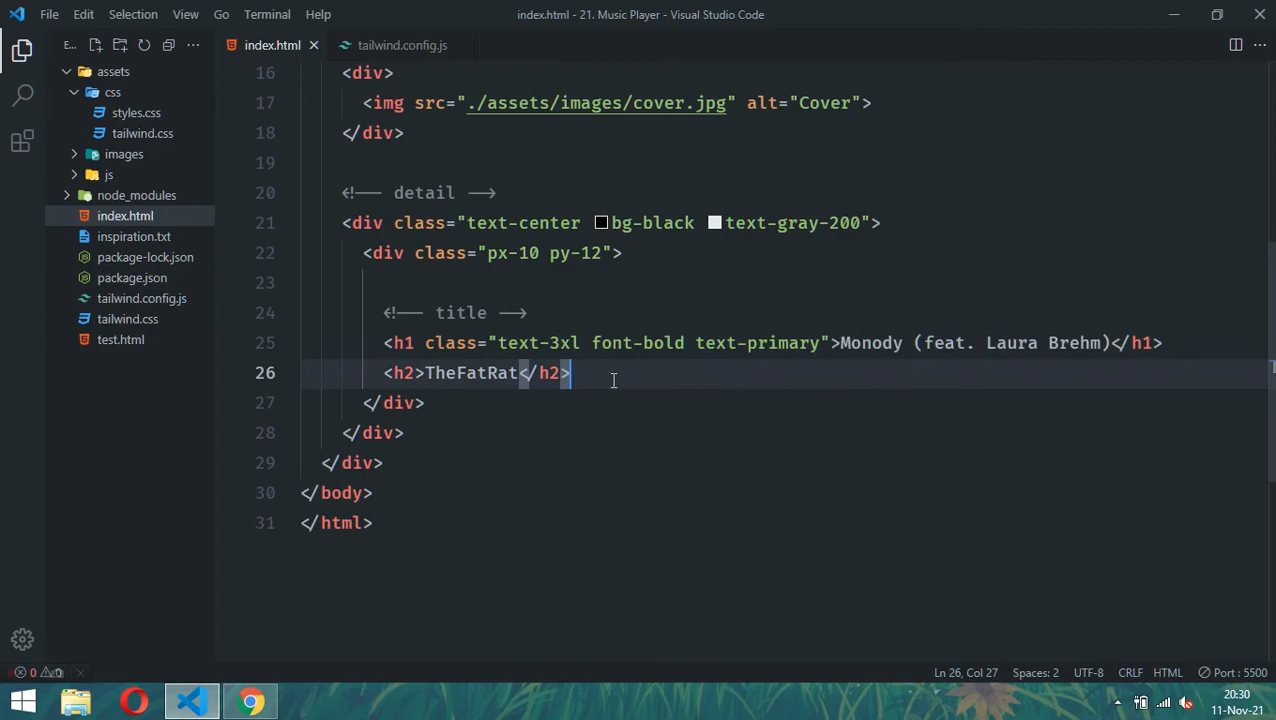 File Edit Selection View Go Terminal Help
index.html - 21. Music Player - Visual Studio Code
E...
index.html
tailwind.config.js
assets
css
styles.css
tailwind.css
images
js
node_modules
index.html
inspiration.txt
package-lock.json
package.json
tailwind.config.js
tailwind.css
test.html
16 <div>
17 <img src="./assets/images/cover.jpg" alt="Cover">
18 </div>
19
20 <!-- detail -->
21 <div class="text-center bg-black text-gray-200">
22 <div class="px-10 py-12">
23
24 <!-- title -->
25 <h1 class="text-3xl font-bold text-primary">Monody (feat. Laura Brehm)</h1>
26 <h2>TheFatRat</h2>
27 </div>
28 </div>
29 </div>
30 </body>
31 </html>
0 0 Ln 26, Col 27 Spaces: 2 UTF-8 CRLF HTML Port : 5500
20:30
11-Nov-21